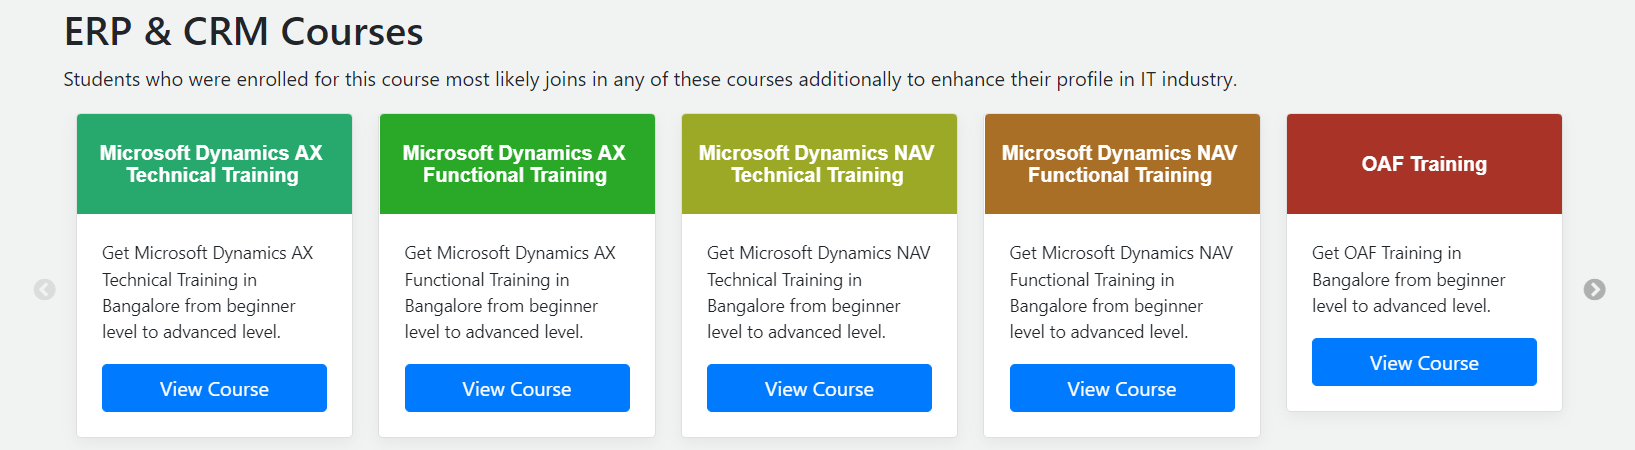 ERP & CRM Courses
Students who were enrolled for this course most likely joins in any of these courses additionally to enhance their profile in IT industry.
Microsoft Dynamics AX
Technical Training
Get Microsoft Dynamics AX
Technical Training in
Bangalore from beginner
level to advanced level.
View Course
Microsoft Dynamics AX
Functional Training
Get Microsoft Dynamics AX
Functional Training in
Bangalore from beginner
level to advanced level.
View Course
Microsoft Dynamics NAV
Technical Training
Get Microsoft Dynamics NAV
Technical Training in
Bangalore from beginner
level to advanced level.
View Course
Microsoft Dynamics NAV
Functional Training
Get Microsoft Dynamics NAV
Functional Training in
Bangalore from beginner
level to advanced level.
View Course
OAF Training
Get OAF Training in
Bangalore from beginner
level to advanced level.
View Course